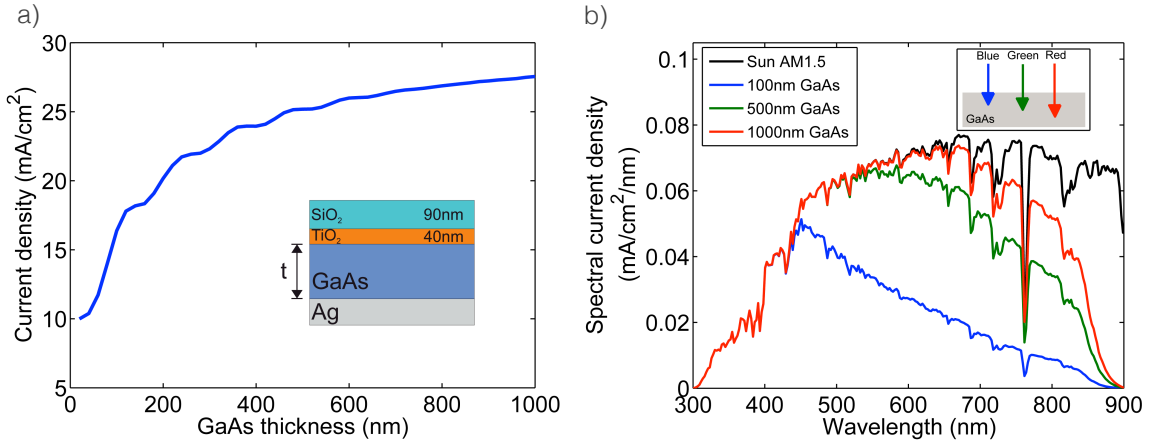 a)
Current density (mA/cm²)
30
25
20
15
10
5
0
200
400
600
800
1000
GaAs thickness (nm)
SiO₂ 90nm
TiO₂ 40nm
t
GaAs
Ag
b)
Spectral current density
(mA/cm²/nm)
0.1
0.08
0.06
0.04
0.02
0
300
400
500
600
700
800
900
Wavelength (nm)
Sun AM1.5
100nm GaAs
500nm GaAs
1000nm GaAs
Blue Green Red
GaAs